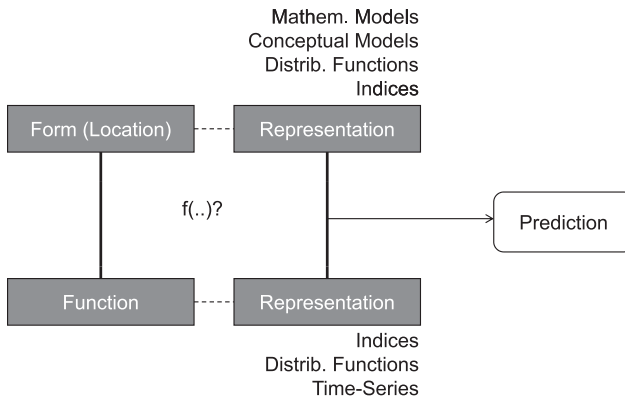 Mathem. Models
Conceptual Models
Distrib. Functions
Indices
Form (Location)
Representation
f(..)?
Prediction
Function
Representation
Indices
Distrib. Functions
Time-Series